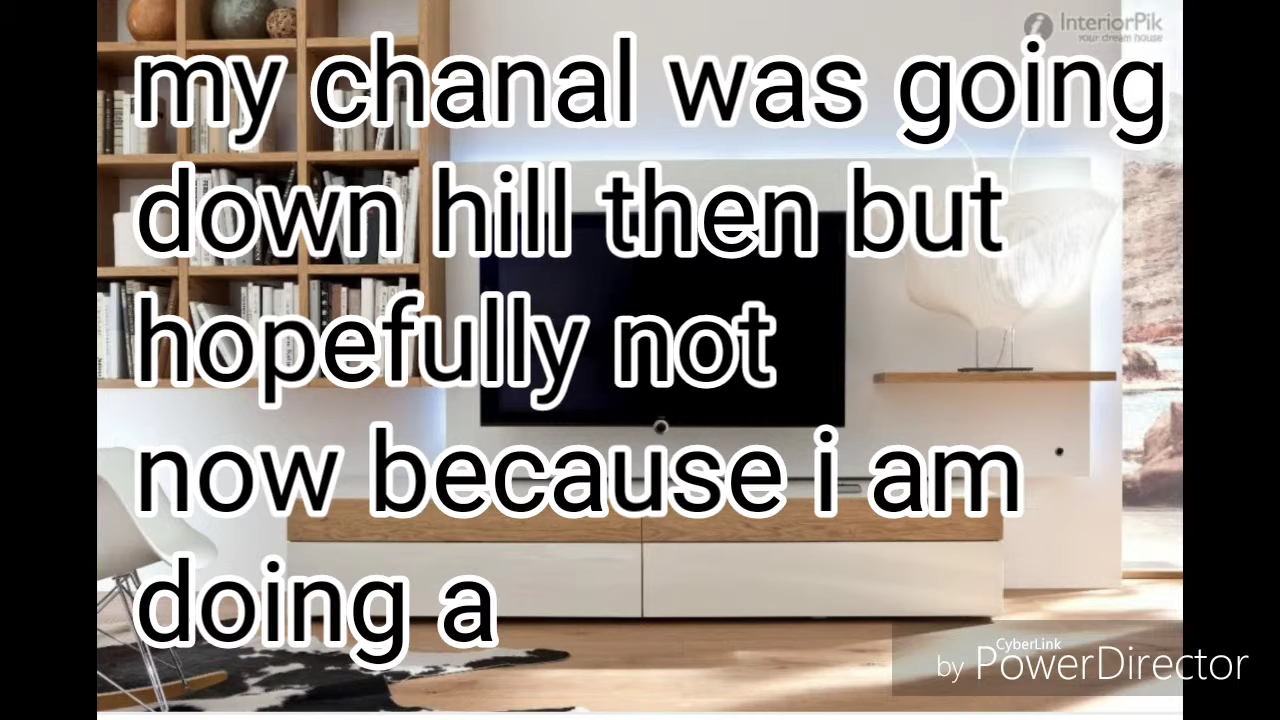 InteriorPik
your dream house
my chanal was going
down hill then but
hopefully not
now because i am
doing a
CyberLink
by PowerDirector